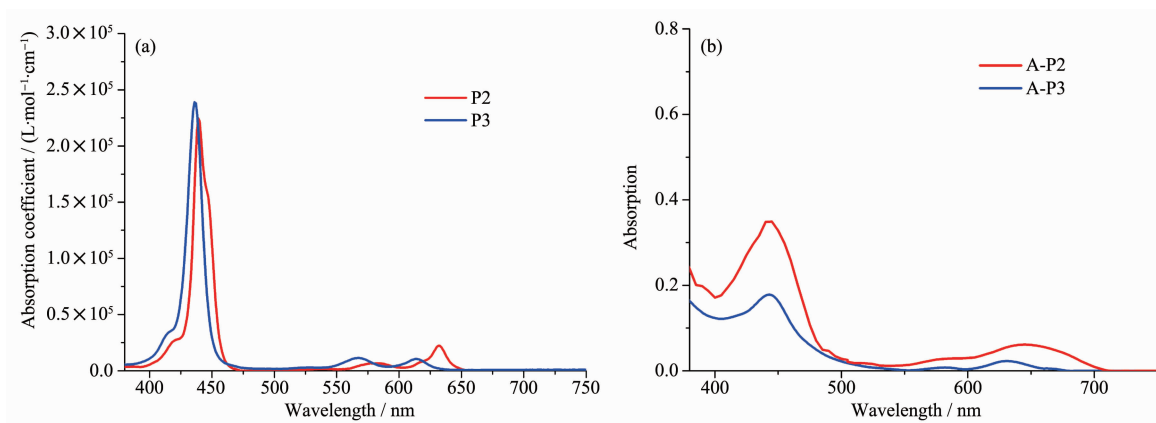 (a)
3.0×10⁵
2.5×10⁵
2.0×10⁵
1.5×10⁵
1.0×10⁵
0.5×10⁵
0.0
Absorption coefficient / (L·mol⁻¹·cm⁻¹)
P2
P3
400 450 500 550 600 650 700 750
Wavelength / nm
(b)
0.8
0.6
0.4
0.2
0.0
Absorption
A-P2
A-P3
400 500 600 700
Wavelength / nm